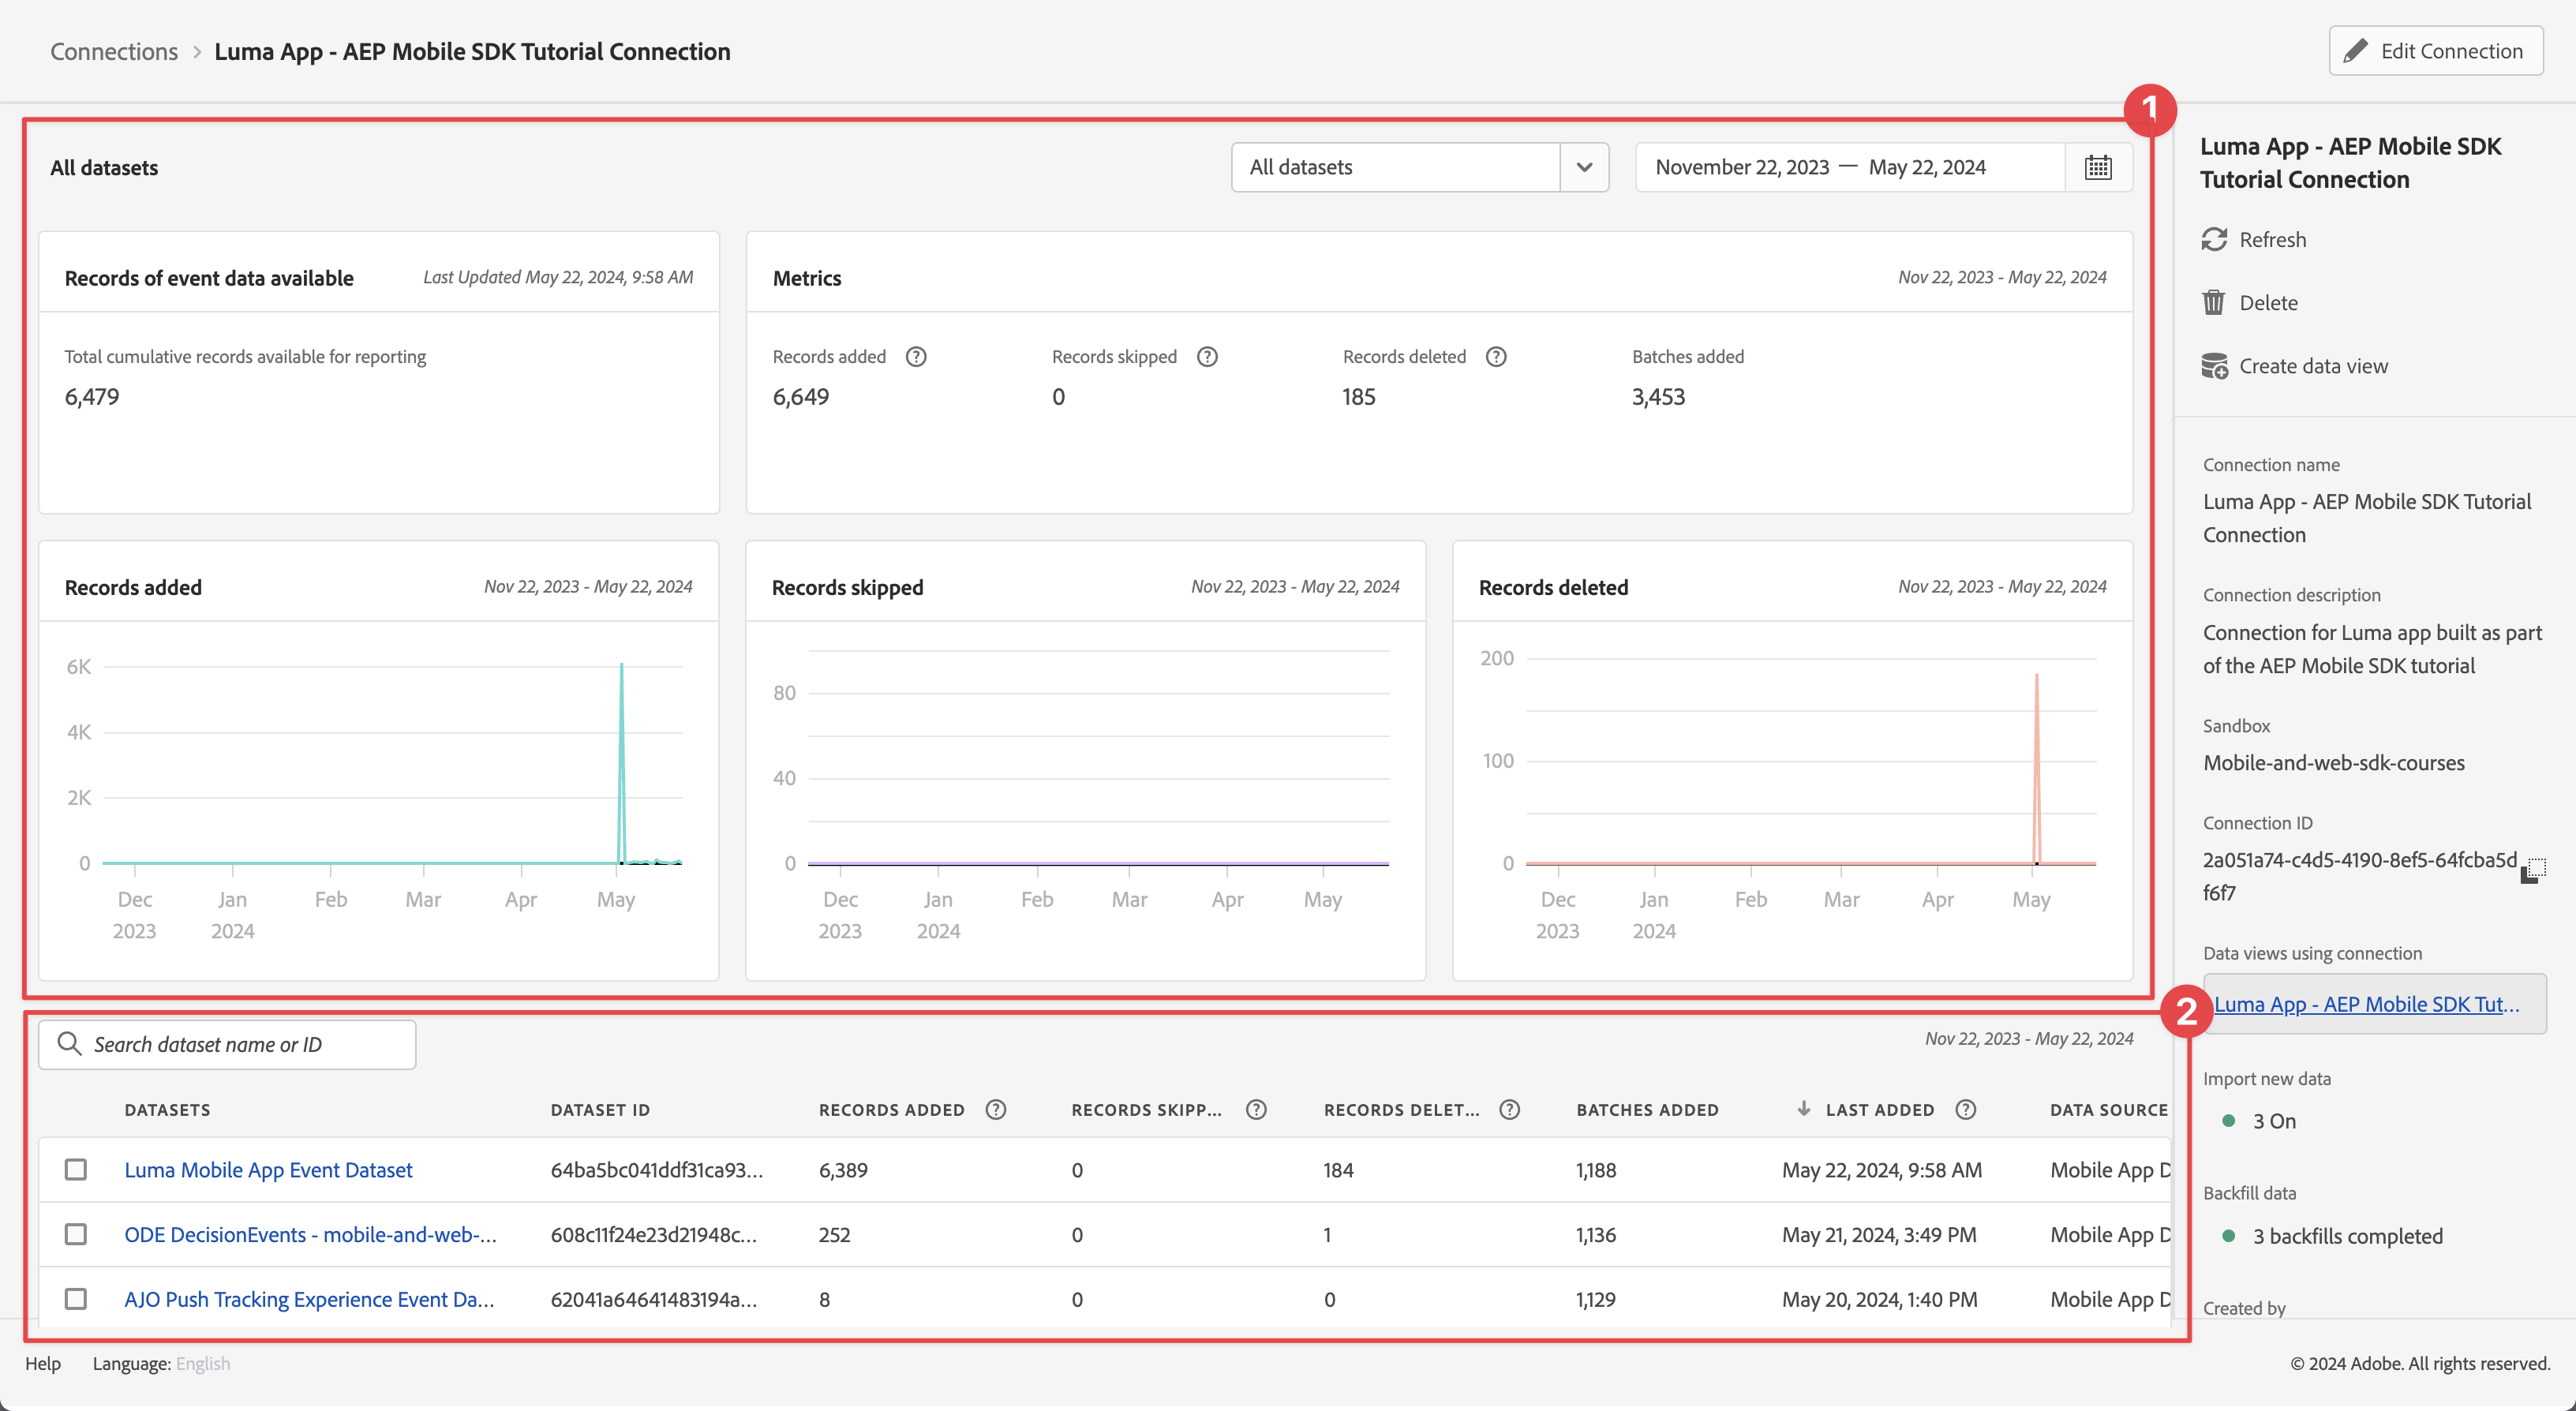 Connections > Luma App - AEP Mobile SDK Tutorial Connection
Edit Connection
1
All datasets
All datasets
November 22, 2023 — May 22, 2024
Records of event data available
Last Updated May 22, 2024, 9:58 AM
Total cumulative records available for reporting
6,479
Metrics
Nov 22, 2023 - May 22, 2024
Records added
6,649
Records skipped
0
Records deleted
185
Batches added
3,453
Records added
Nov 22, 2023 - May 22, 2024
6K
4K
2K
0
Dec Jan Feb Mar Apr May
2023 2024
Records skipped
Nov 22, 2023 - May 22, 2024
80
40
0
Dec Jan Feb Mar Apr May
2023 2024
Records deleted
Nov 22, 2023 - May 22, 2024
200
100
0
Dec Jan Feb Mar Apr May
2023 2024
2
Search dataset name or ID
Nov 22, 2023 - May 22, 2024
DATASETS DATASET ID RECORDS ADDED RECORDS SKIPP... RECORDS DELET... BATCHES ADDED LAST ADDED DATA SOURCE
Luma Mobile App Event Dataset 64ba5bc041ddf31ca93... 6,389 0 184 1,188 May 22, 2024, 9:58 AM Mobile App D
ODE DecisionEvents - mobile-and-web-... 608c11f24e23d21948c... 252 0 1 1,136 May 21, 2024, 3:49 PM Mobile App D
AJO Push Tracking Experience Event Da... 62041a64641483194a... 8 0 0 1,129 May 20, 2024, 1:40 PM Mobile App D
Luma App - AEP Mobile SDK
Tutorial Connection
Refresh
Delete
Create data view
Connection name
Luma App - AEP Mobile SDK Tutorial
Connection
Connection description
Connection for Luma app built as part
of the AEP Mobile SDK tutorial
Sandbox
Mobile-and-web-sdk-courses
Connection ID
2a051a74-c4d5-4190-8ef5-64fcba5d
f6f7
Data views using connection
Luma App - AEP Mobile SDK Tut...
Import new data
3 On
Backfill data
3 backfills completed
Created by
Help
Language: English
© 2024 Adobe. All rights reserved.